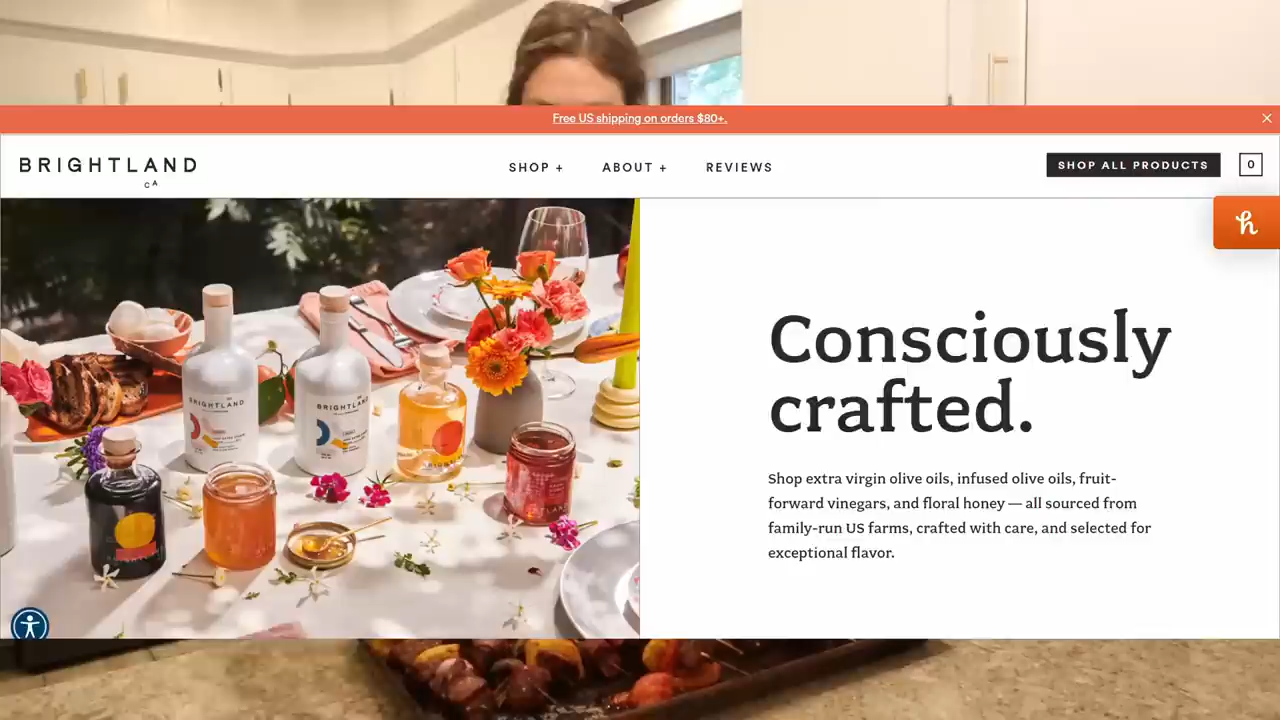 Free US shipping on orders $80+.
BRIGHTLAND
CA
SHOP +
ABOUT +
REVIEWS
SHOP ALL PRODUCTS
0
h
Consciously
crafted.
Shop extra virgin olive oils, infused olive oils, fruit-
forward vinegars, and floral honey — all sourced from
family-run US farms, crafted with care, and selected for
exceptional flavor.
BRIGHTLAND
BRIGHTLAND